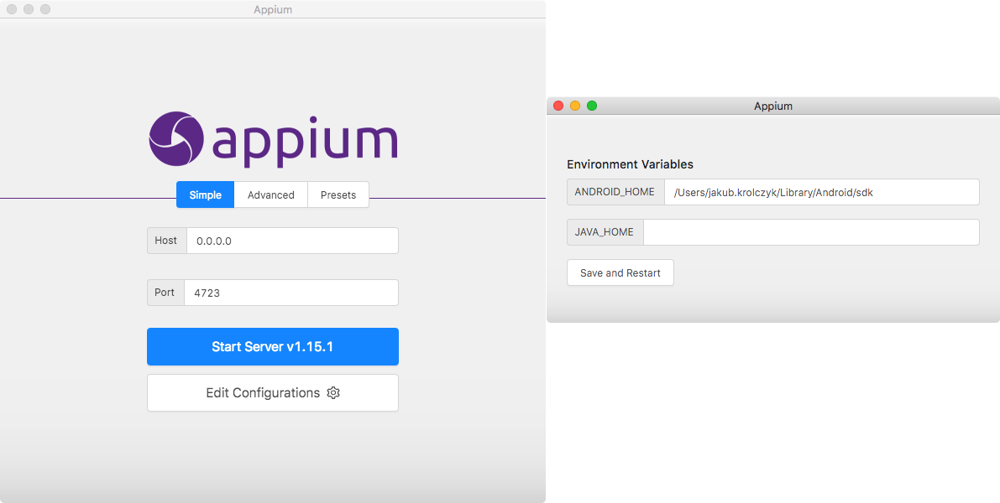 Appium
appium
Simple Advanced Presets
Host 0.0.0.0
Port 4723
Start Server v1.15.1
Edit Configurations
Appium
Environment Variables
ANDROID_HOME /Users/jakub.krolczyk/Library/Android/sdk
JAVA_HOME
Save and Restart